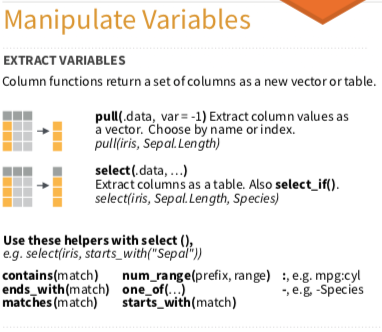 Manipulate Variables
EXTRACT VARIABLES
Column functions return a set of columns as a new vector or table.
pull(.data, var = -1) Extract column values as
a vector. Choose by name or index.
pull(iris, Sepal.Length)
select(.data, …)
Extract columns as a table. Also select_if().
select(iris, Sepal.Length, Species)
Use these helpers with select (),
e.g. select(iris, starts_with("Sepal"))
contains(match) num_range(prefix, range) :, e.g. mpg:cyl
ends_with(match) one_of(…) -, e.g, -Species
matches(match) starts_with(match)